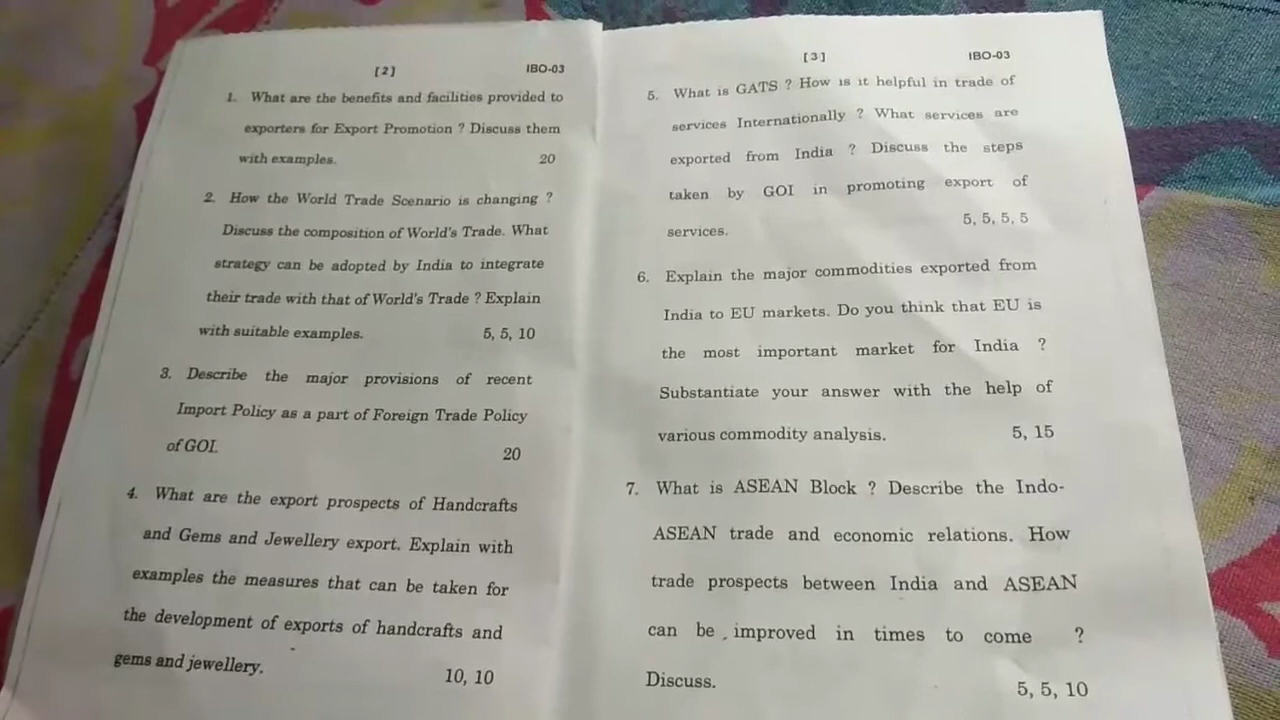 [2] IBO-03
1. What are the benefits and facilities provided to
exporters for Export Promotion ? Discuss them
with examples. 20
2. How the World Trade Scenario is changing ?
Discuss the composition of World's Trade. What
strategy can be adopted by India to integrate
their trade with that of World's Trade ? Explain
with suitable examples. 5, 5, 10
3. Describe the major provisions of recent
Import Policy as a part of Foreign Trade Policy
of GOI. 20
4. What are the export prospects of Handcrafts
and Gems and Jewellery export. Explain with
examples the measures that can be taken for
the development of exports of handcrafts and
gems and jewellery. 10, 10
[3] IBO-03
5. What is GATS ? How is it helpful in trade of
services Internationally ? What services are
exported from India ? Discuss the steps
taken by GOI in promoting export of
services. 5, 5, 5, 5
6. Explain the major commodities exported from
India to EU markets. Do you think that EU is
the most important market for India ?
Substantiate your answer with the help of
various commodity analysis. 5, 15
7. What is ASEAN Block ? Describe the Indo-
ASEAN trade and economic relations. How
trade prospects between India and ASEAN
can be improved in times to come ?
Discuss. 5, 5, 10